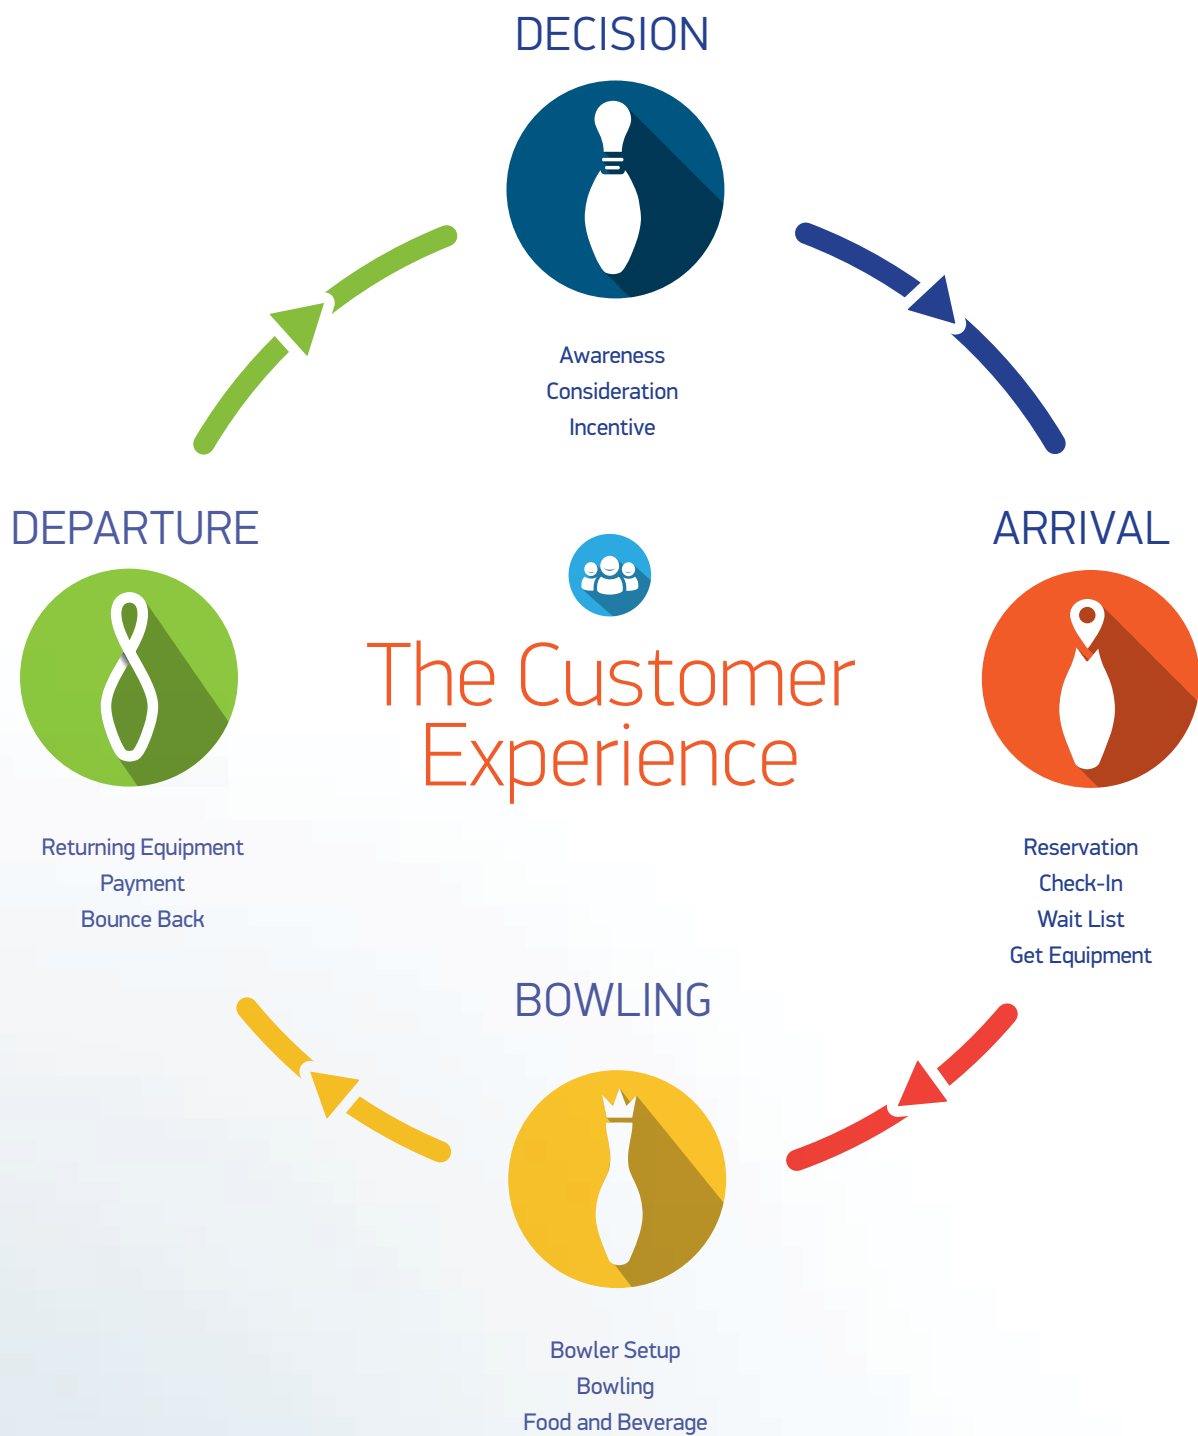 DECISION
Awareness
Consideration
Incentive
DEPARTURE
Returning Equipment
Payment
Bounce Back
The Customer
Experience
ARRIVAL
Reservation
Check-In
Wait List
Get Equipment
BOWLING
Bowler Setup
Bowling
Food and Beverage